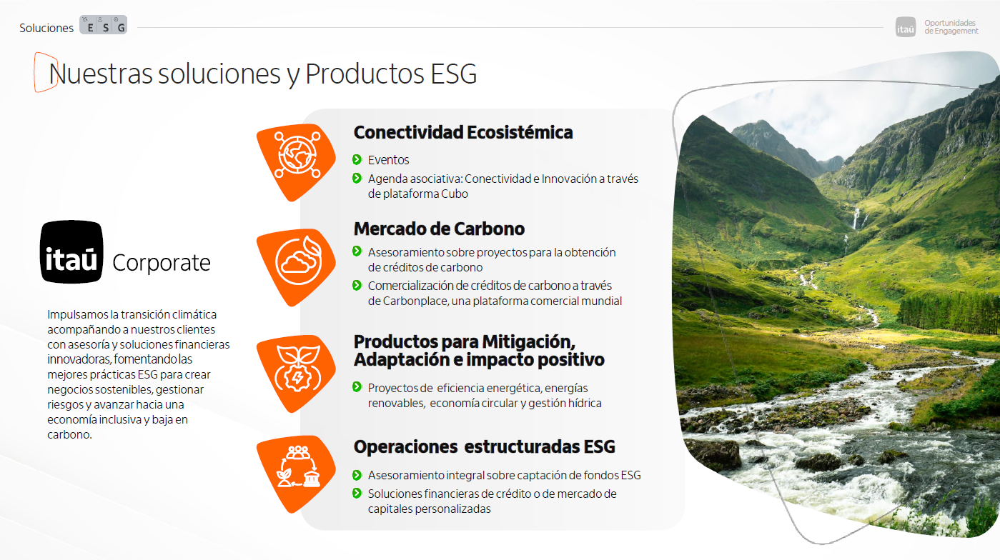 Soluciones E S G
itaú
Oportunidades
de Engagement
Nuestras soluciones y Productos ESG
itaú Corporate
Impulsamos la transición climática
acompañando a nuestros clientes
con asesoría y soluciones financieras
innovadoras, fomentando las
mejores prácticas ESG para crear
negocios sostenibles, gestionar
riesgos y avanzar hacia una
economía inclusiva y baja en
carbono.
Conectividad Ecosistémica
Eventos
Agenda asociativa: Conectividad e Innovación a través
de plataforma Cubo
Mercado de Carbono
Asesoramiento sobre proyectos para la obtención
de créditos de carbono
Comercialización de créditos de carbono a través
de Carbonplace, una plataforma comercial mundial
Productos para Mitigación,
Adaptación e impacto positivo
Proyectos de eficiencia energética, energías
renovables, economía circular y gestión hídrica
Operaciones estructuradas ESG
Asesoramiento integral sobre captación de fondos ESG
Soluciones financieras de crédito o de mercado de
capitales personalizadas